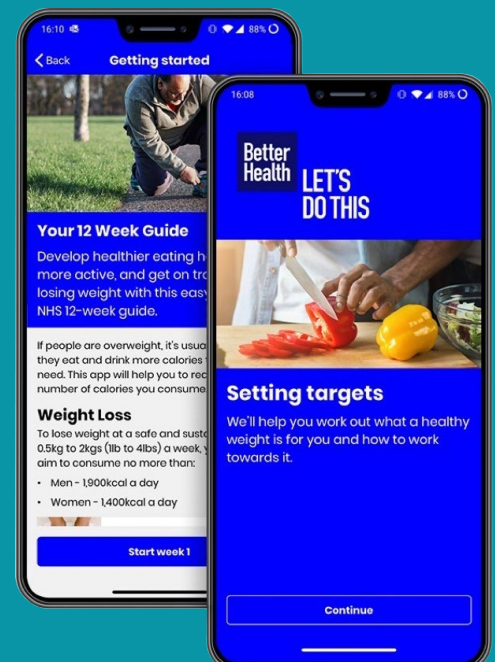 16:10
88%
Back
Getting started
Your 12 Week Guide
Develop healthier eating
more active, and get on
losing weight with this
NHS 12-week guide.
If people are overweight, it's
they eat and drink more calories
need. This app will help you to
number of calories you consume.
Weight Loss
To lose weight at a safe and
0.5kg to 2kgs (1lb to 4lbs) a week,
aim to consume no more than:
• Men - 1,900kcal a day
• Women - 1,400kcal a day
Start week 1
16:08
88%
Better
Health
LET'S
DO THIS
Setting targets
We'll help you work out what a healthy
weight is for you and how to work
towards it.
Continue